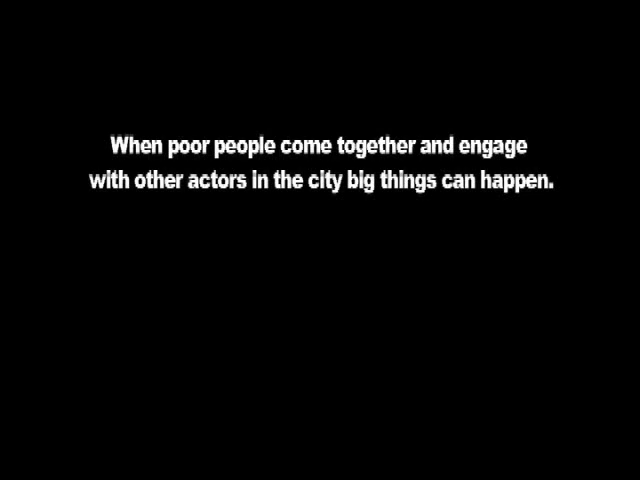 When poor people come together and engage
with other actors in the city big things can happen.